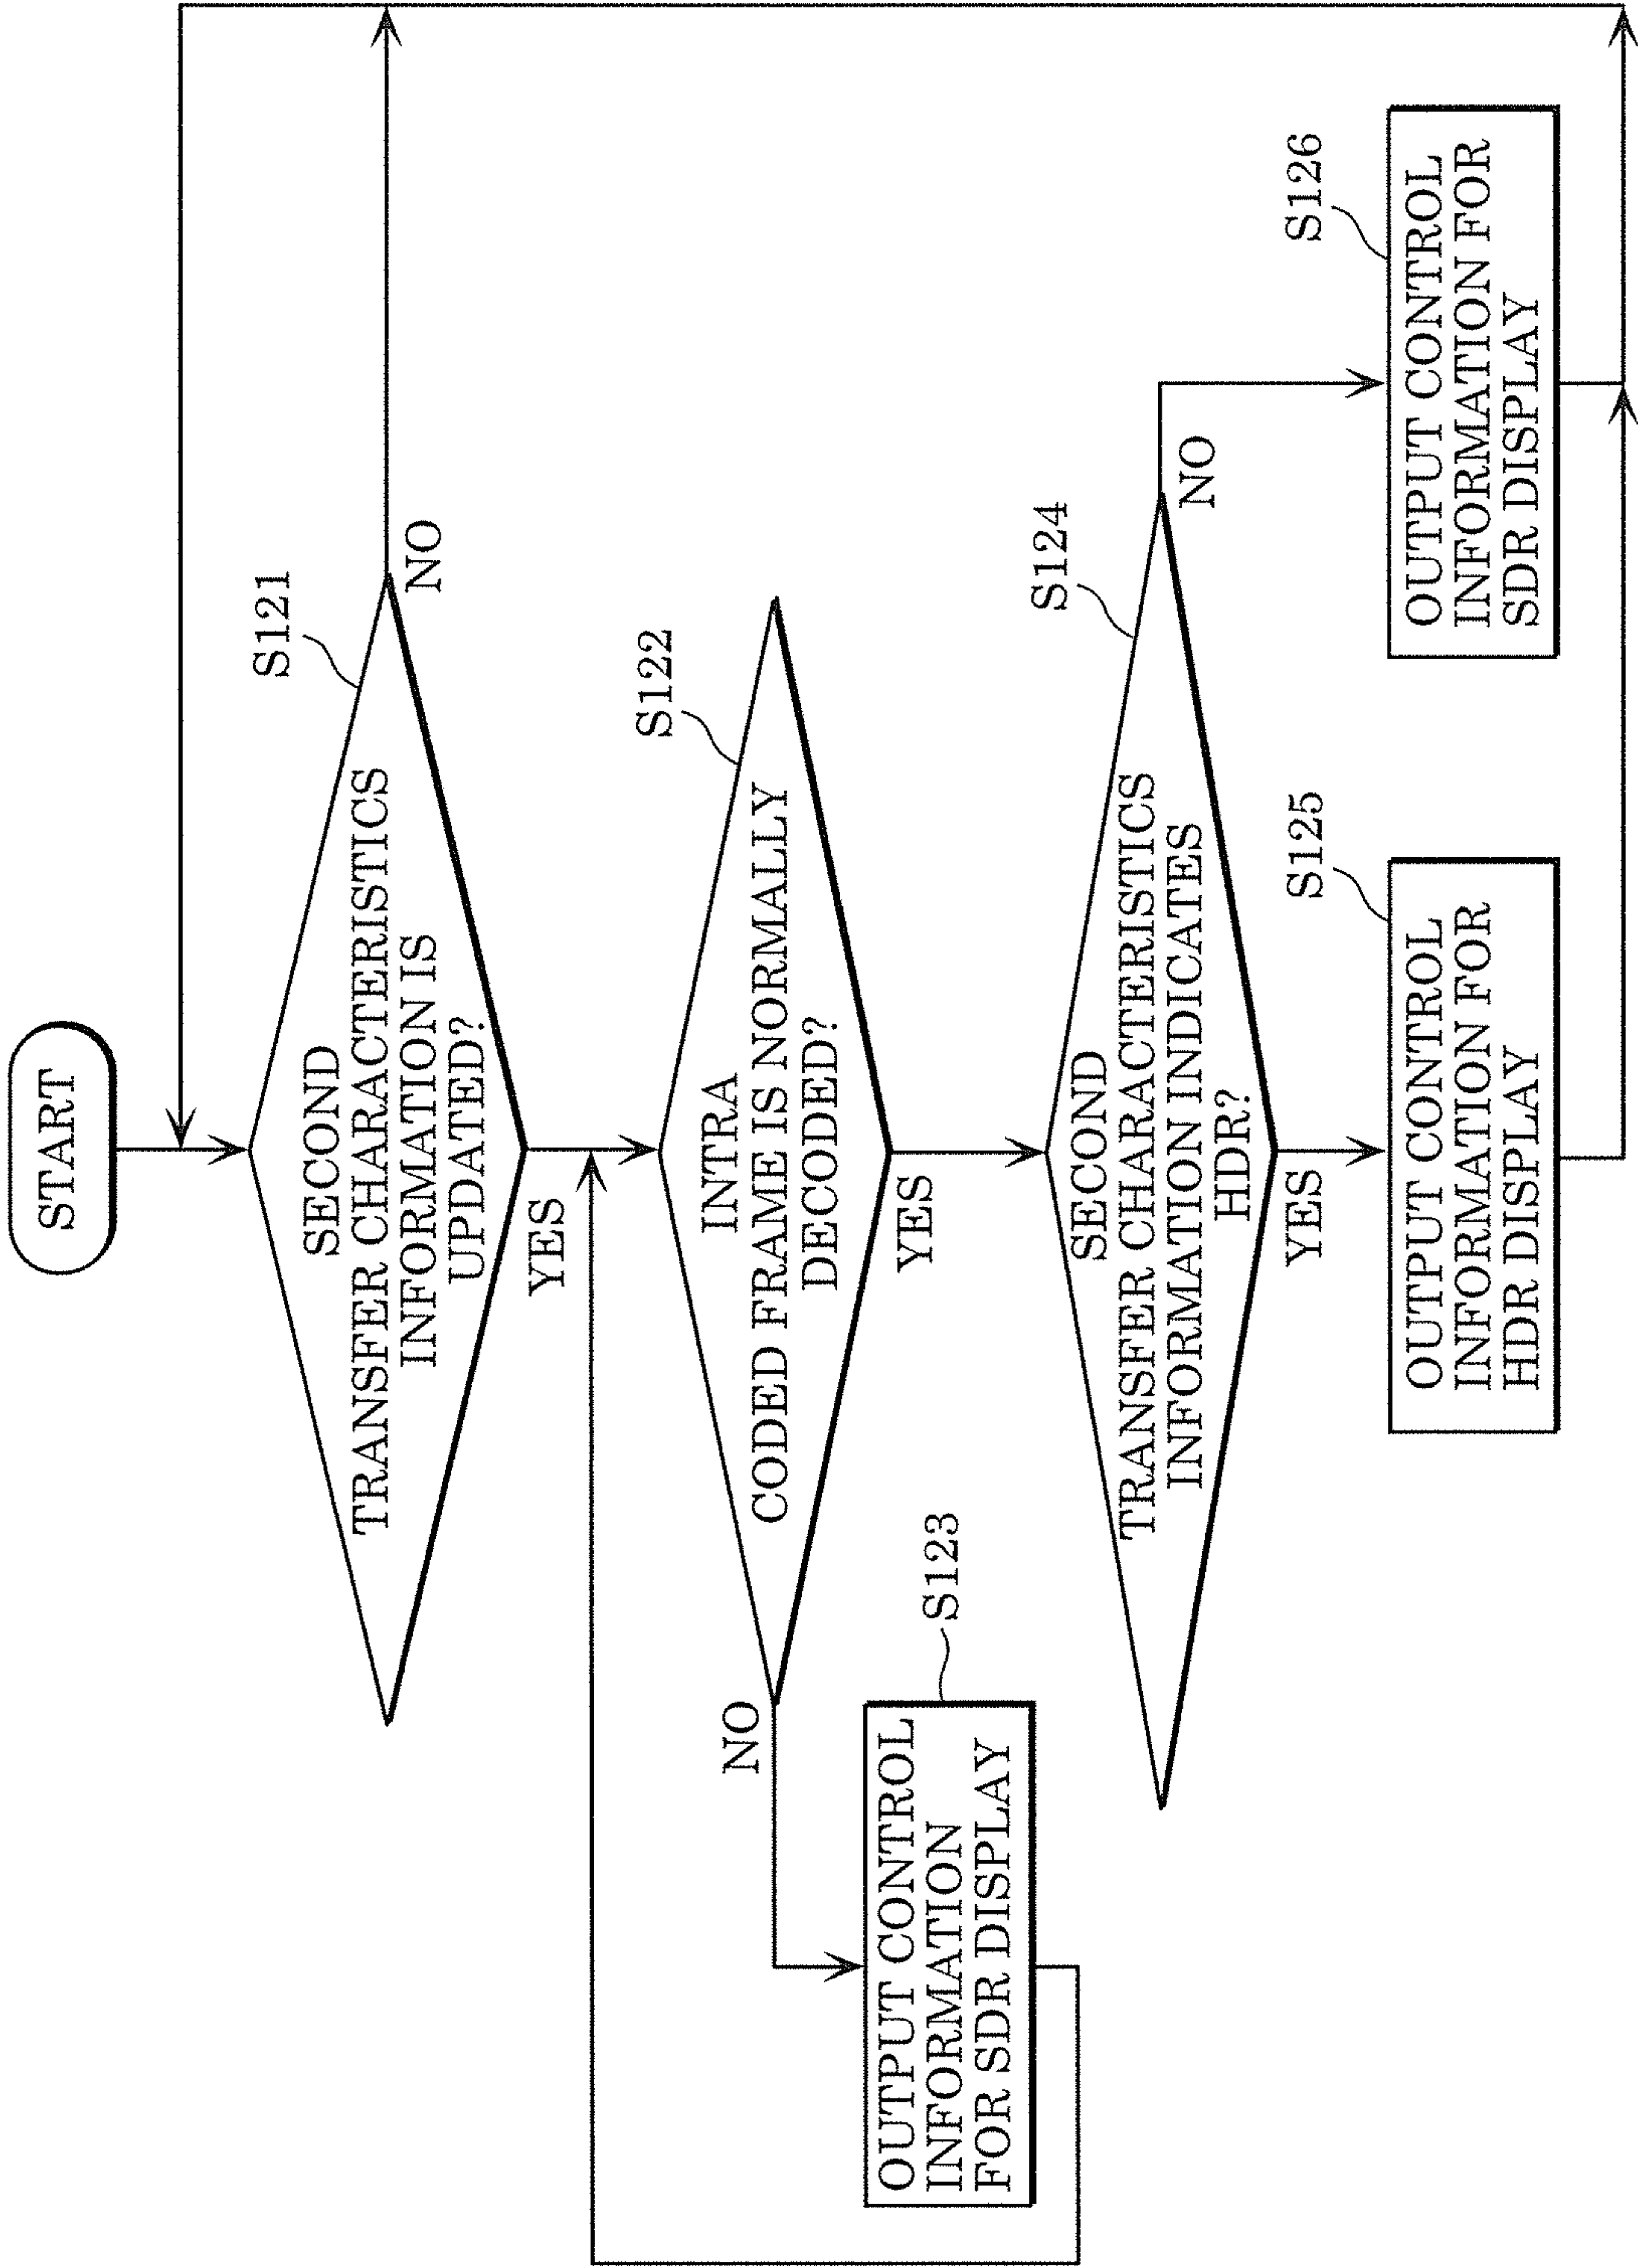 START
S121
SECOND
TRANSFER CHARACTERISTICS
INFORMATION IS
UPDATED?
NO
YES
S122
INTRA
CODED FRAME IS NORMALLY
DECODED?
NO
YES
S123
OUTPUT CONTROL
INFORMATION
FOR SDR DISPLAY
S124
SECOND
TRANSFER CHARACTERISTICS
INFORMATION INDICATES
HDR?
NO
YES
S125
OUTPUT CONTROL
INFORMATION FOR
HDR DISPLAY
S126
OUTPUT CONTROL
INFORMATION FOR
SDR DISPLAY